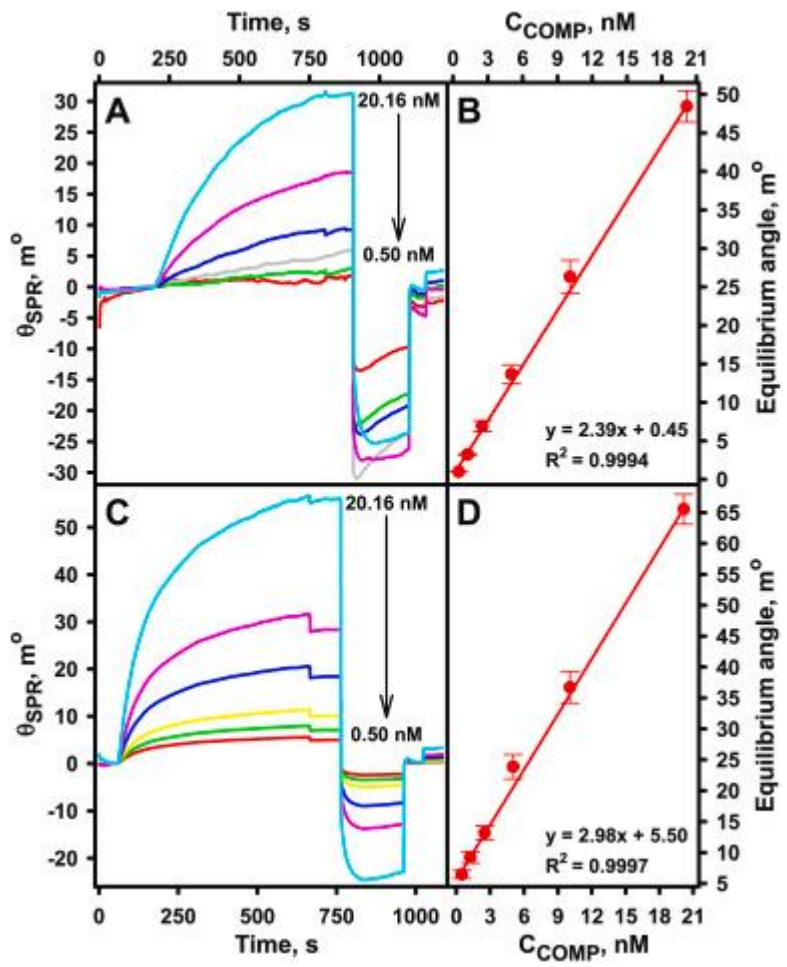 Time, s
C_COMP, nM
0 250 500 750 1000
0 3 6 9 12 15 18 21
A
B
30
25
20
15
10
5
0
-5
-10
-15
-20
-25
-30
θ_SPR, m°
20.16 nM
0.50 nM
y = 2.39x + 0.45
R² = 0.9994
50
45
40
35
30
25
20
15
10
5
0
Equilibrium angle, m°
C
D
50
40
30
20
10
0
-10
-20
θ_SPR, m°
20.16 nM
0.50 nM
y = 2.98x + 5.50
R² = 0.9997
65
60
55
50
45
40
35
30
25
20
15
10
5
Equilibrium angle, m°
0 250 500 750 1000
0 3 6 9 12 15 18 21
Time, s
C_COMP, nM